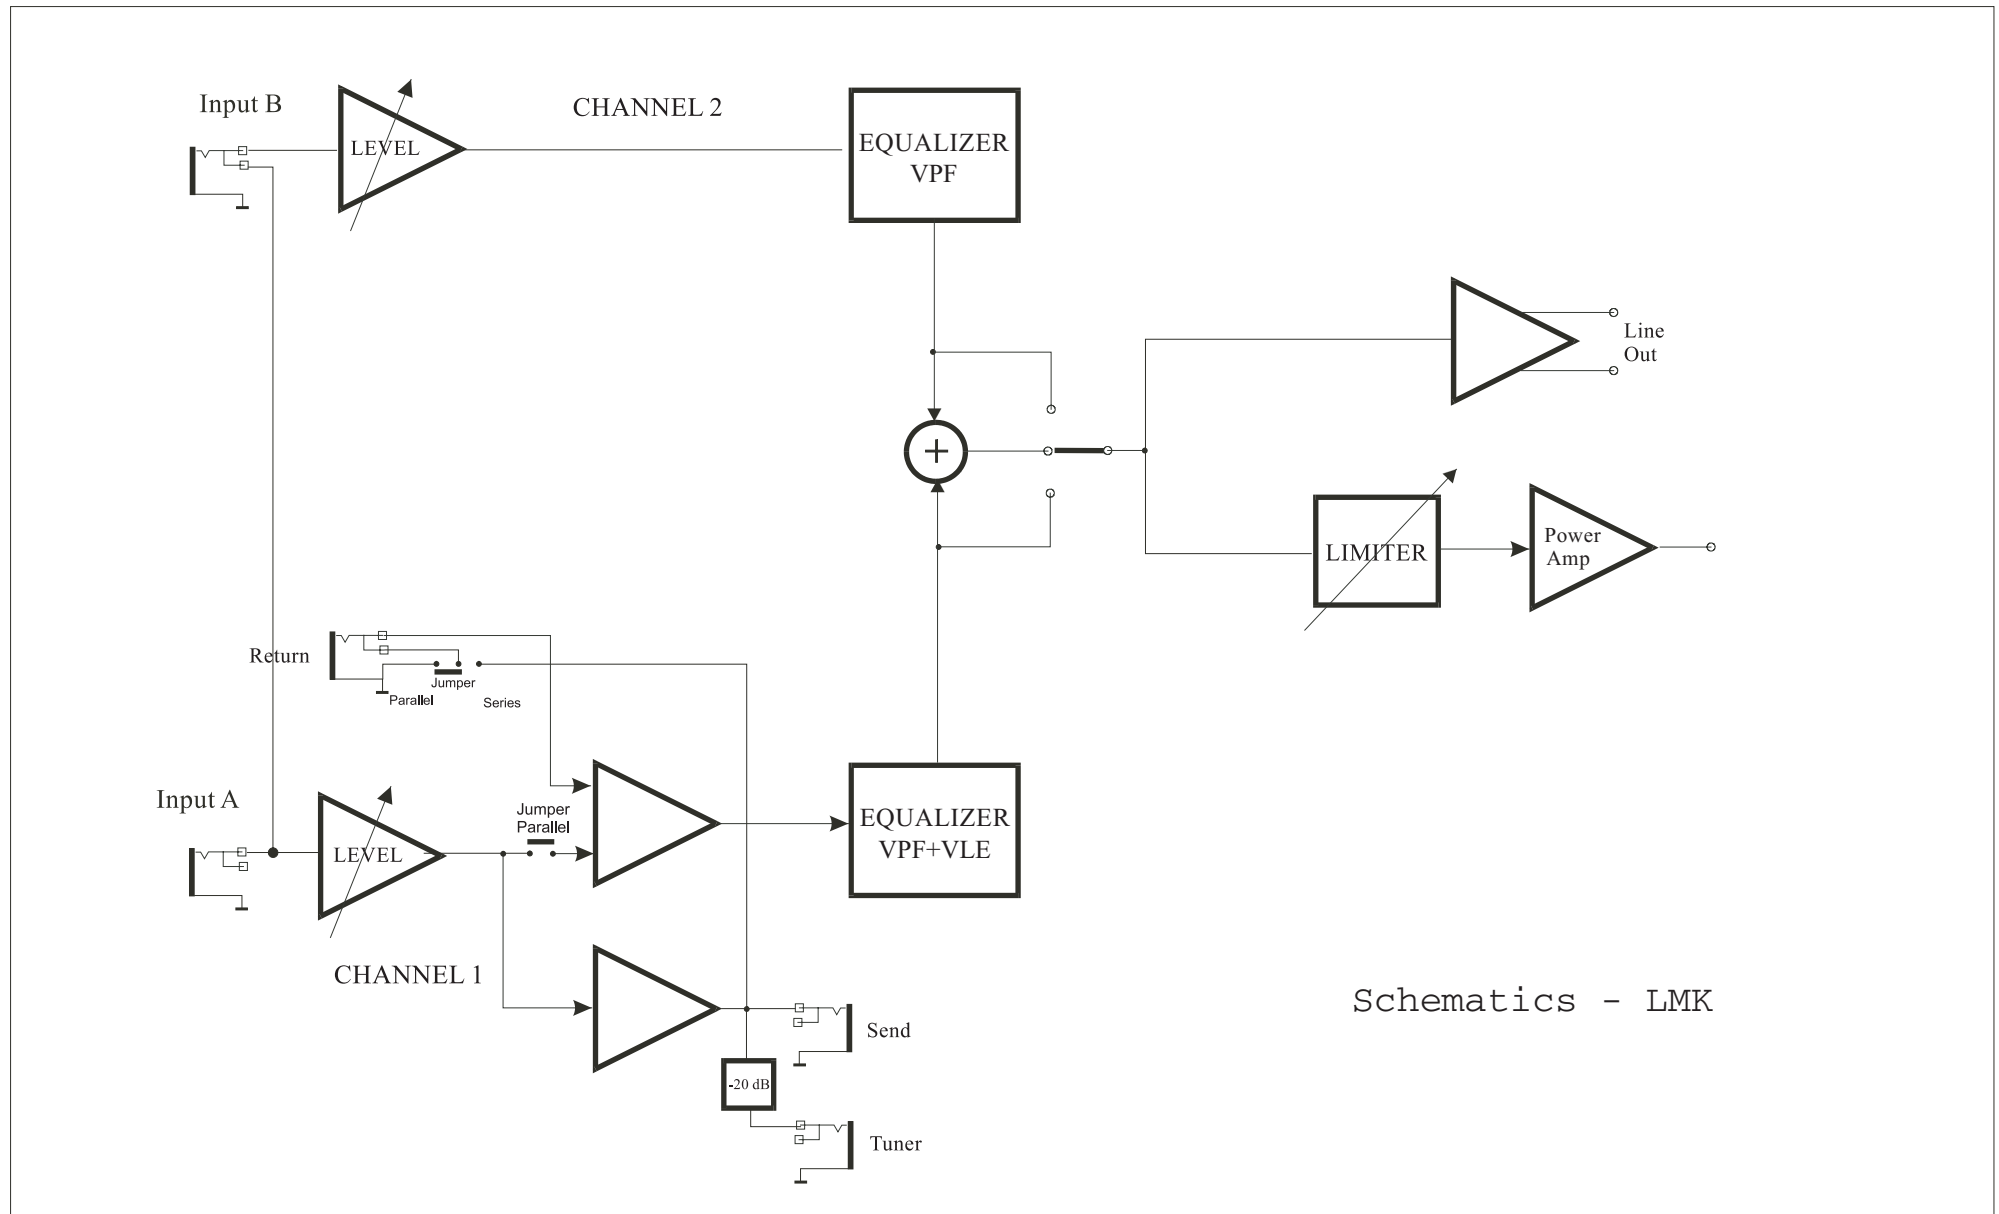 Input B
CHANNEL 2
LEVEL
EQUALIZER
VPF
Line
Out
+
Power
Amp
LIMITER
Return
Jumper
Parallel
Series
Input A
Jumper
Parallel
LEVEL
EQUALIZER
VPF+VLE
CHANNEL 1
Schematics - LMK
Send
-20 dB
Tuner